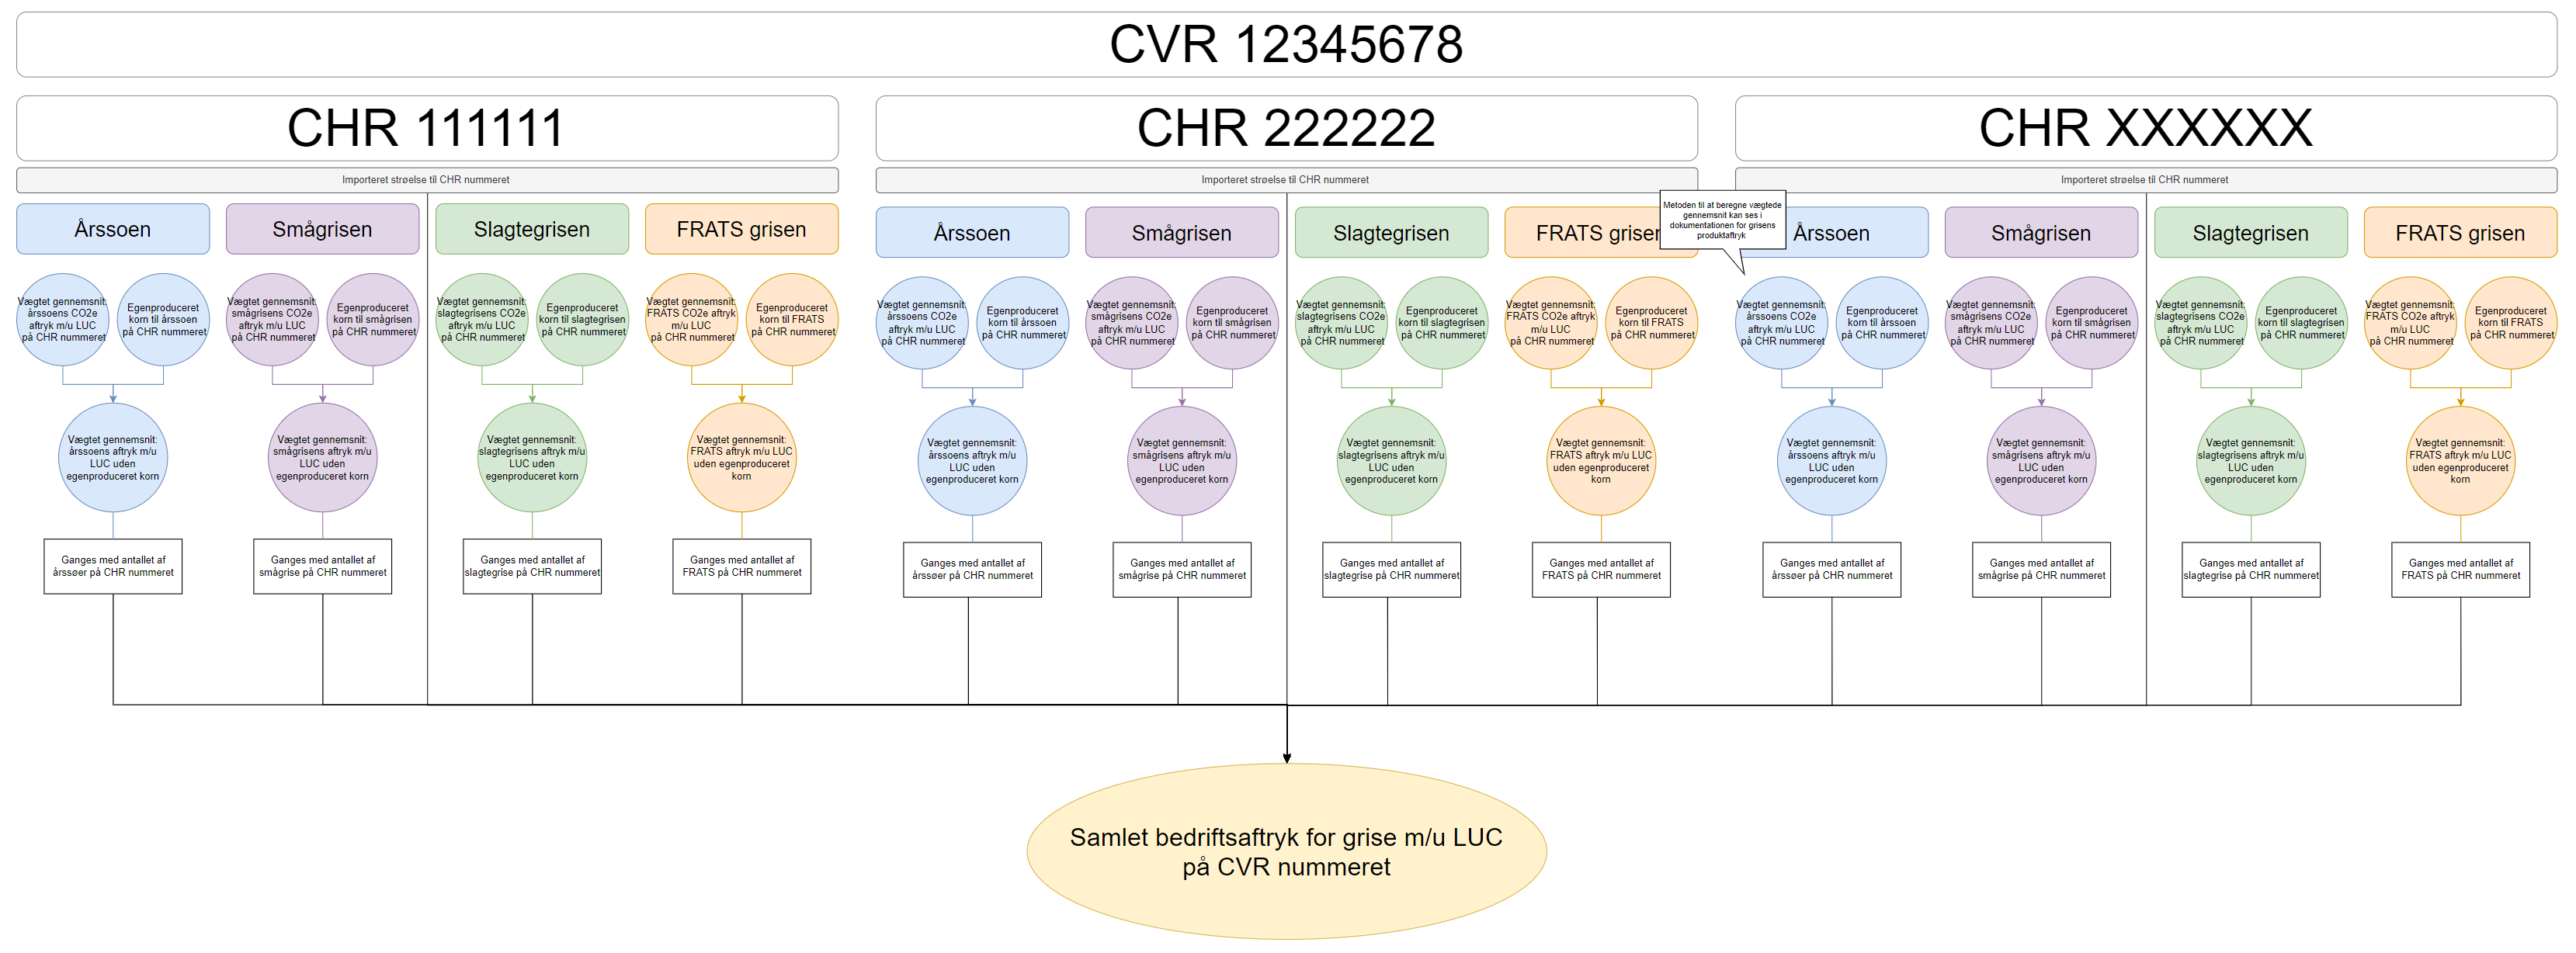 CVR 12345678
CHR 111111
CHR 222222
CHR XXXXXX
Importeret strøelse til CHR nummeret
Importeret strøelse til CHR nummeret
Importeret strøelse til CHR nummeret
Metoden til at beregne vægtede
gennemsnit kan ses i
dokumentationen for grisens
produktaftryk
Årssoen
Smågrisen
Slagtegrisen
FRATS grisen
Årssoen
Smågrisen
Slagtegrisen
FRATS griser
Årssoen
Smågrisen
Slagtegrisen
FRATS grisen
Vægtet gennemsnit:
årssoens CO2e
aftryk m/u LUC
på CHR nummeret
Egenproduceret
korn til årssoen
på CHR nummeret
Vægtet gennemsnit:
smågrisens CO2e
aftryk m/u LUC
på CHR nummeret
Egenproduceret
korn til smågrisen
på CHR nummeret
Vægtet gennemsnit:
slagtegrisens CO2e
aftryk m/u LUC
på CHR nummeret
Egenproduceret
korn til slagtegrisen
på CHR nummeret
Vægtet gennemsnit:
FRATS CO2e aftryk
m/u LUC
på CHR nummeret
Egenproduceret
korn til FRATS
på CHR nummeret
Vægtet gennemsnit:
årssoens CO2e
aftryk m/u LUC
på CHR nummeret
Egenproduceret
korn til årssoen
på CHR nummeret
Vægtet gennemsnit:
smågrisens CO2e
aftryk m/u LUC
på CHR nummeret
Egenproduceret
korn til smågrisen
på CHR nummeret
Vægtet gennemsnit:
slagtegrisens CO2e
aftryk m/u LUC
på CHR nummeret
Egenproduceret
korn til slagtegrisen
på CHR nummeret
Vægtet gennemsnit:
FRATS CO2e aftryk
m/u LUC
på CHR nummeret
Egenproduceret
korn til FRATS
på CHR nummeret
Vægtet gennemsnit:
årssoens CO2e
aftryk m/u LUC
på CHR nummeret
Egenproduceret
korn til årssoen
på CHR nummeret
Vægtet gennemsnit:
smågrisens CO2e
aftryk m/u LUC
på CHR nummeret
Egenproduceret
korn til smågrisen
på CHR nummeret
Vægtet gennemsnit:
slagtegrisens CO2e
aftryk m/u LUC
på CHR nummeret
Egenproduceret
korn til slagtegrisen
på CHR nummeret
Vægtet gennemsnit:
FRATS CO2e aftryk
m/u LUC
på CHR nummeret
Egenproduceret
korn til FRATS
på CHR nummeret
Vægtet gennemsnit:
årssoens aftryk m/u
LUC uden
egenproduceret korn
Vægtet gennemsnit:
smågrisens aftryk m/u
LUC uden
egenproduceret korn
Vægtet gennemsnit:
slagtegrisens aftryk m/u
LUC uden
egenproduceret korn
Vægtet gennemsnit:
FRATS aftryk m/u LUC
uden egenproduceret
korn
Vægtet gennemsnit:
årssoens aftryk m/u
LUC uden
egenproduceret korn
Vægtet gennemsnit:
smågrisens aftryk m/u
LUC uden
egenproduceret korn
Vægtet gennemsnit:
slagtegrisens aftryk m/u
LUC uden
egenproduceret korn
Vægtet gennemsnit:
FRATS aftryk m/u LUC
uden egenproduceret
korn
Vægtet gennemsnit:
årssoens aftryk m/u
LUC uden
egenproduceret korn
Vægtet gennemsnit:
smågrisens aftryk m/u
LUC uden
egenproduceret korn
Vægtet gennemsnit:
slagtegrisens aftryk m/u
LUC uden
egenproduceret korn
Vægtet gennemsnit:
FRATS aftryk m/u LUC
uden egenproduceret
korn
Ganges med antallet af
årssøer på CHR nummeret
Ganges med antallet af
smågrise på CHR nummeret
Ganges med antallet af
slagtegrise på CHR nummeret
Ganges med antallet af
FRATS på CHR nummeret
Ganges med antallet af
årssøer på CHR nummeret
Ganges med antallet af
smågrise på CHR nummeret
Ganges med antallet af
slagtegrise på CHR nummeret
Ganges med antallet af
FRATS på CHR nummeret
Ganges med antallet af
årssøer på CHR nummeret
Ganges med antallet af
smågrise på CHR nummeret
Ganges med antallet af
slagtegrise på CHR nummeret
Ganges med antallet af
FRATS på CHR nummeret
Samlet bedriftsaftryk for grise m/u LUC
på CVR nummeret